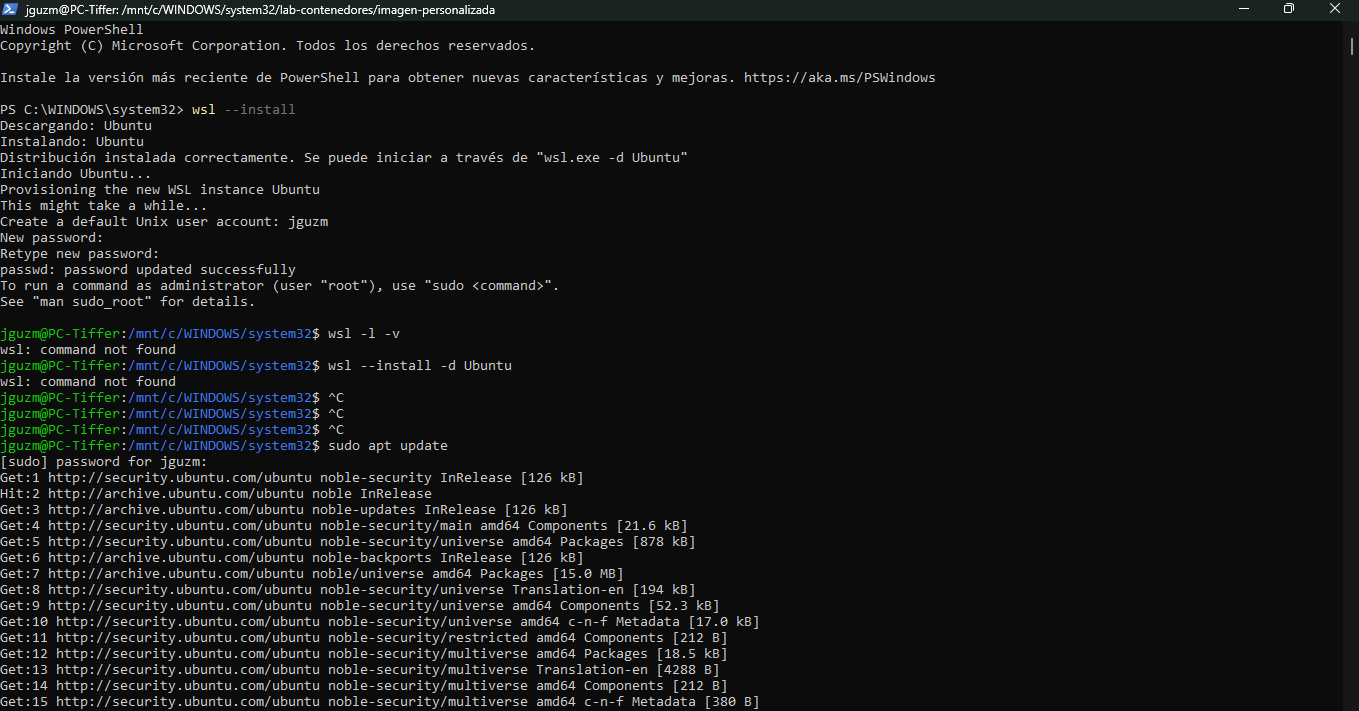 jguzm@PC-Tiffer: /mnt/c/WINDOWS/system32/lab-contenedores/imagen-personalizada
Windows PowerShell
Copyright (C) Microsoft Corporation. Todos los derechos reservados.
Instale la versión más reciente de PowerShell para obtener nuevas características y mejoras. https://aka.ms/PSWindows
PS C:\WINDOWS\system32> wsl --install
Descargando: Ubuntu
Instalando: Ubuntu
Distribución instalada correctamente. Se puede iniciar a través de "wsl.exe -d Ubuntu"
Iniciando Ubuntu...
Provisioning the new WSL instance Ubuntu
This might take a while...
Create a default Unix user account: jguzm
New password:
Retype new password:
passwd: password updated successfully
To run a command as administrator (user "root"), use "sudo <command>".
See "man sudo_root" for details.
jguzm@PC-Tiffer:/mnt/c/WINDOWS/system32$ wsl -l -v
wsl: command not found
jguzm@PC-Tiffer:/mnt/c/WINDOWS/system32$ wsl --install -d Ubuntu
wsl: command not found
jguzm@PC-Tiffer:/mnt/c/WINDOWS/system32$ ^C
jguzm@PC-Tiffer:/mnt/c/WINDOWS/system32$ ^C
jguzm@PC-Tiffer:/mnt/c/WINDOWS/system32$ ^C
jguzm@PC-Tiffer:/mnt/c/WINDOWS/system32$ sudo apt update
[sudo] password for jguzm:
Get:1 http://security.ubuntu.com/ubuntu noble-security InRelease [126 kB]
Hit:2 http://archive.ubuntu.com/ubuntu noble InRelease
Get:3 http://archive.ubuntu.com/ubuntu noble-updates InRelease [126 kB]
Get:4 http://security.ubuntu.com/ubuntu noble-security/main amd64 Components [21.6 kB]
Get:5 http://security.ubuntu.com/ubuntu noble-security/universe amd64 Packages [878 kB]
Get:6 http://archive.ubuntu.com/ubuntu noble-backports InRelease [126 kB]
Get:7 http://archive.ubuntu.com/ubuntu noble/universe amd64 Packages [15.0 MB]
Get:8 http://security.ubuntu.com/ubuntu noble-security/universe Translation-en [194 kB]
Get:9 http://security.ubuntu.com/ubuntu noble-security/universe amd64 Components [52.3 kB]
Get:10 http://security.ubuntu.com/ubuntu noble-security/universe amd64 c-n-f Metadata [17.0 kB]
Get:11 http://security.ubuntu.com/ubuntu noble-security/restricted amd64 Components [212 B]
Get:12 http://security.ubuntu.com/ubuntu noble-security/multiverse amd64 Packages [18.5 kB]
Get:13 http://security.ubuntu.com/ubuntu noble-security/multiverse Translation-en [4288 B]
Get:14 http://security.ubuntu.com/ubuntu noble-security/multiverse amd64 Components [212 B]
Get:15 http://security.ubuntu.com/ubuntu noble-security/multiverse amd64 c-n-f Metadata [380 B]